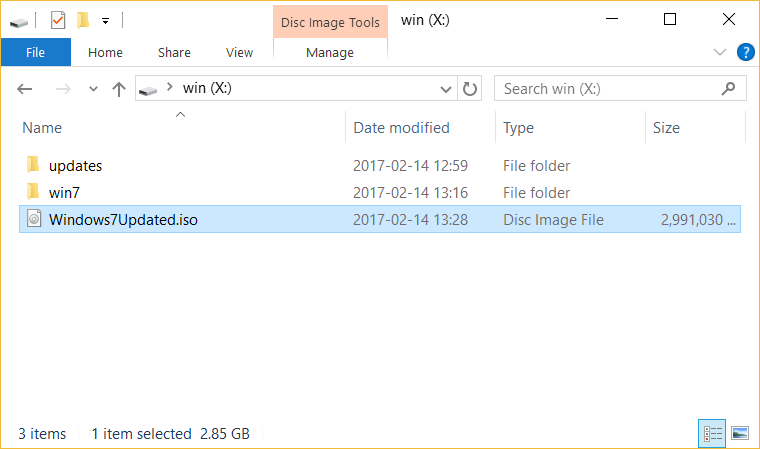 Disc Image Tools win (X:)
File Home Share View Manage ?
win (X:) Search win (X:)
Name Date modified Type Size
updates 2017-02-14 12:59 File folder
win7 2017-02-14 13:16 File folder
Windows7Updated.iso 2017-02-14 13:28 Disc Image File 2,991,030 ...
3 items 1 item selected 2.85 GB